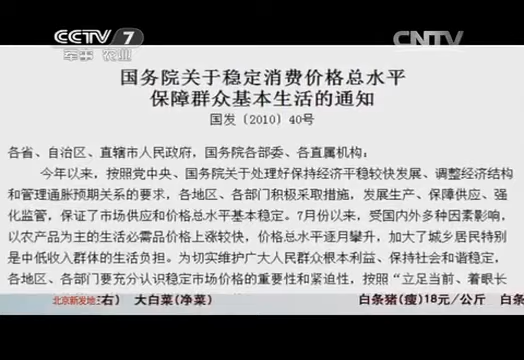 CCTV 7
军事 农业
CNTV
国务院关于稳定消费价格总水平
保障群众基本生活的通知
国发〔2010〕40号
各省、自治区、直辖市人民政府，国务院各部委、各直属机构：
今年以来，按照党中央、国务院关于处理好保持经济平稳较快发展、调整经济结构
和管理通胀预期关系的要求，各地区、各部门积极采取措施，发展生产、保障供应、强
化监管，保证了市场供应和价格总水平基本稳定。7月份以来，受国内外多种因素影响，
以农产品为主的生活必需品价格上涨较快，价格总水平逐月攀升，加大了城乡居民特别
是中低收入群体的生活负担。为切实维护广大人民群众根本利益、保持社会和谐稳定，
各地区、各部门要充分认识稳定市场价格的重要性和紧迫性，按照“立足当前、着眼长
北京新发地 右） 大白菜（净菜） 白条猪（瘦）18元/公斤 白条